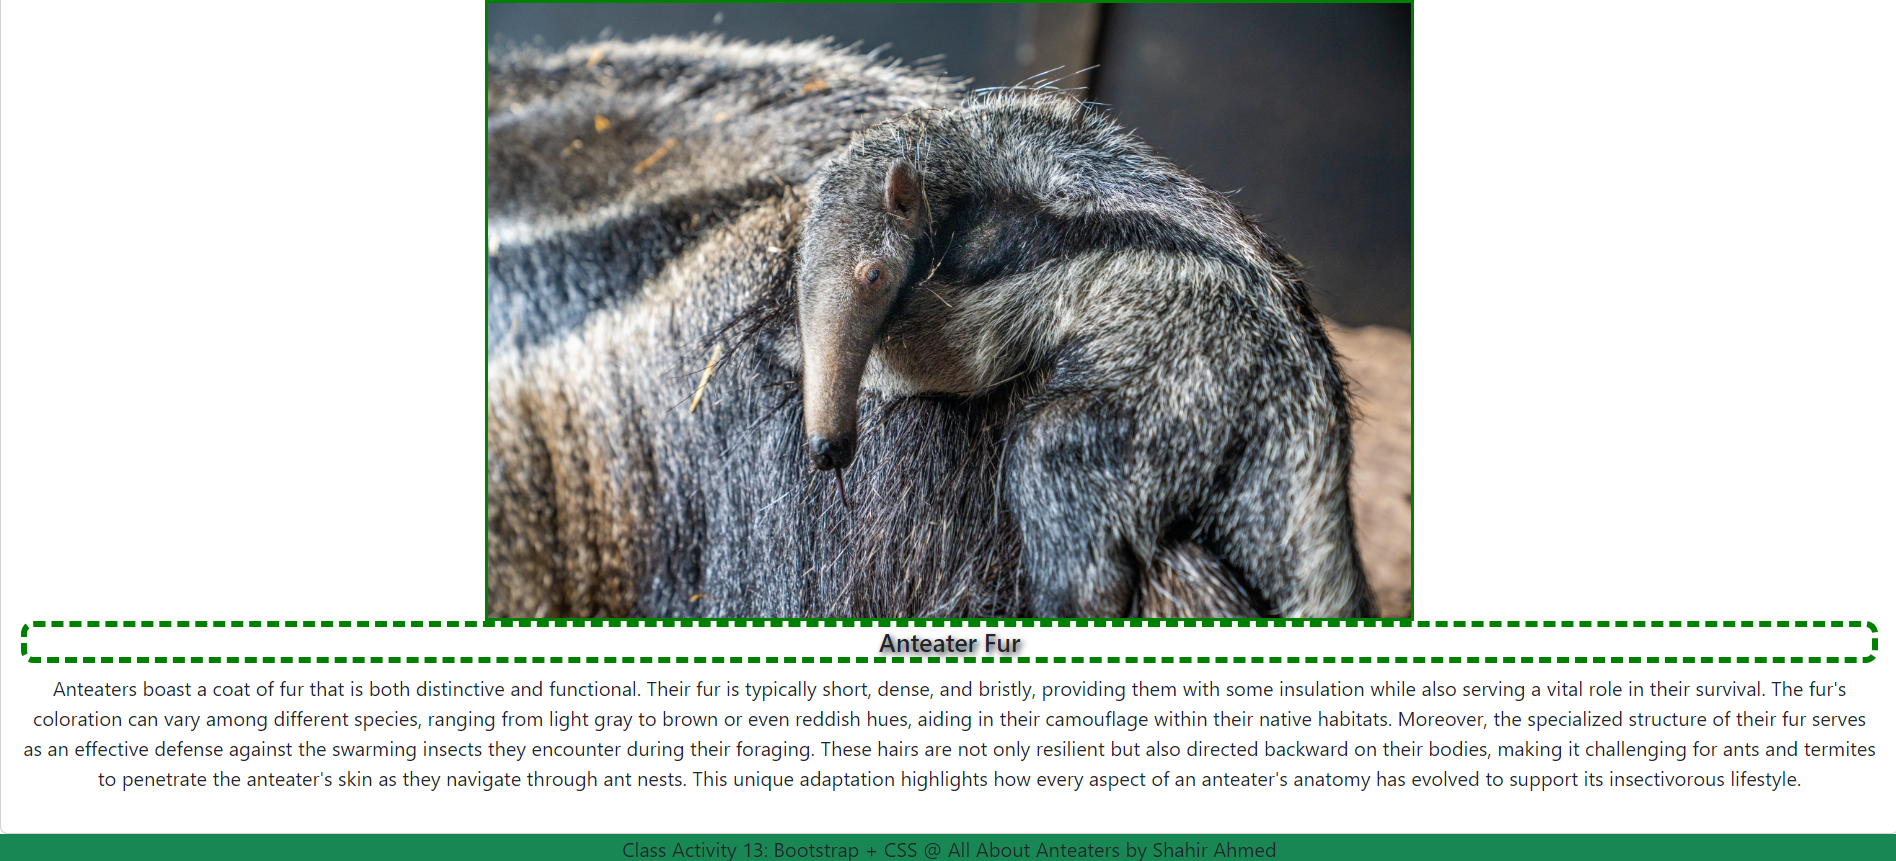 Anteater Fur
Anteaters boast a coat of fur that is both distinctive and functional. Their fur is typically short, dense, and bristly, providing them with some insulation while also serving a vital role in their survival. The fur's
coloration can vary among different species, ranging from light gray to brown or even reddish hues, aiding in their camouflage within their native habitats. Moreover, the specialized structure of their fur serves
as an effective defense against the swarming insects they encounter during their foraging. These hairs are not only resilient but also directed backward on their bodies, making it challenging for ants and termites
to penetrate the anteater's skin as they navigate through ant nests. This unique adaptation highlights how every aspect of an anteater's anatomy has evolved to support its insectivorous lifestyle.
Class Activity 13: Bootstrap + CSS @ All About Anteaters by Shahir Ahmed